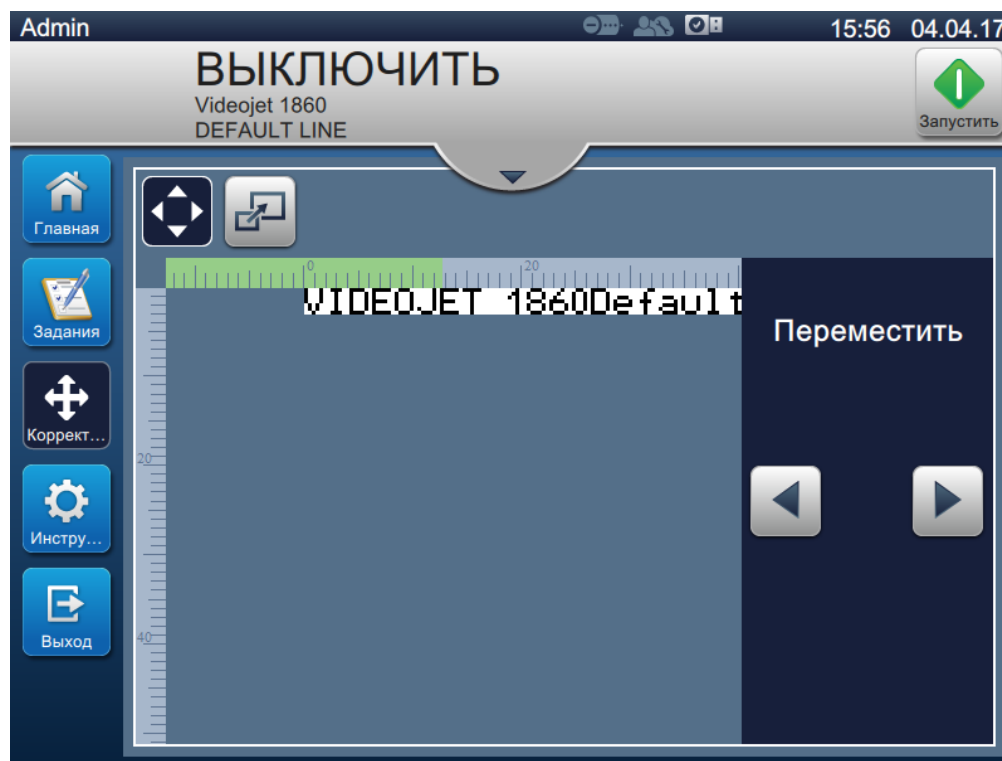 Admin
15:56 04.04.17
ВЫКЛЮЧИТЬ
Videojet 1860
DEFAULT LINE
Запустить
Главная
Задания
Коррект...
Инстру...
Выход
0 20
VIDEOJET 1860Default
20
40
Переместить